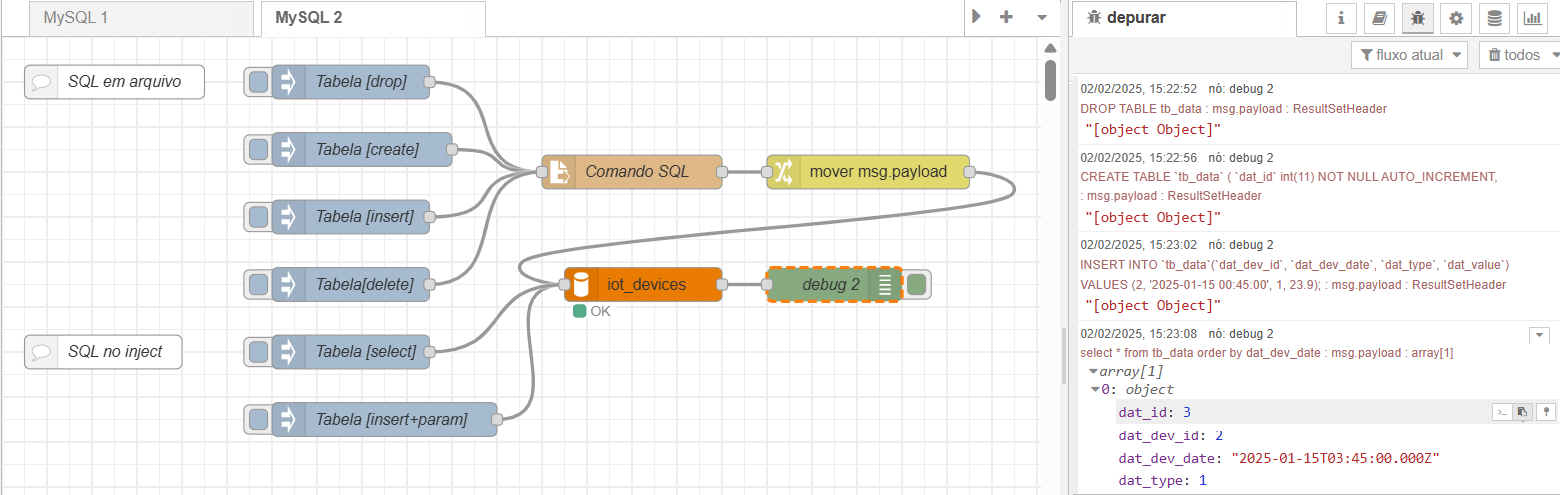 MySQL 1
MySQL 2
SQL em arquivo
Tabela [drop]
Tabela [create]
Tabela [insert]
Tabela[delete]
Comando SQL
mover msg.payload
iot_devices
OK
debug 2
SQL no inject
Tabela [select]
Tabela [insert+param]
depurar
fluxo atual
todos
02/02/2025, 15:22:52 nó: debug 2
DROP TABLE tb_data : msg.payload : ResultSetHeader
"[object Object]"
02/02/2025, 15:22:56 nó: debug 2
CREATE TABLE `tb_data` ( `dat_id` int(11) NOT NULL AUTO_INCREMENT,
: msg.payload : ResultSetHeader
"[object Object]"
02/02/2025, 15:23:02 nó: debug 2
INSERT INTO `tb_data`(`dat_dev_id`, `dat_dev_date`, `dat_type`, `dat_value`)
VALUES (2, '2025-01-15 00:45:00', 1, 23.9); : msg.payload : ResultSetHeader
"[object Object]"
02/02/2025, 15:23:08 nó: debug 2
select * from tb_data order by dat_dev_date : msg.payload : array[1]
array[1]
0: object
dat_id: 3
dat_dev_id: 2
dat_dev_date: "2025-01-15T03:45:00.000Z"
dat_type: 1